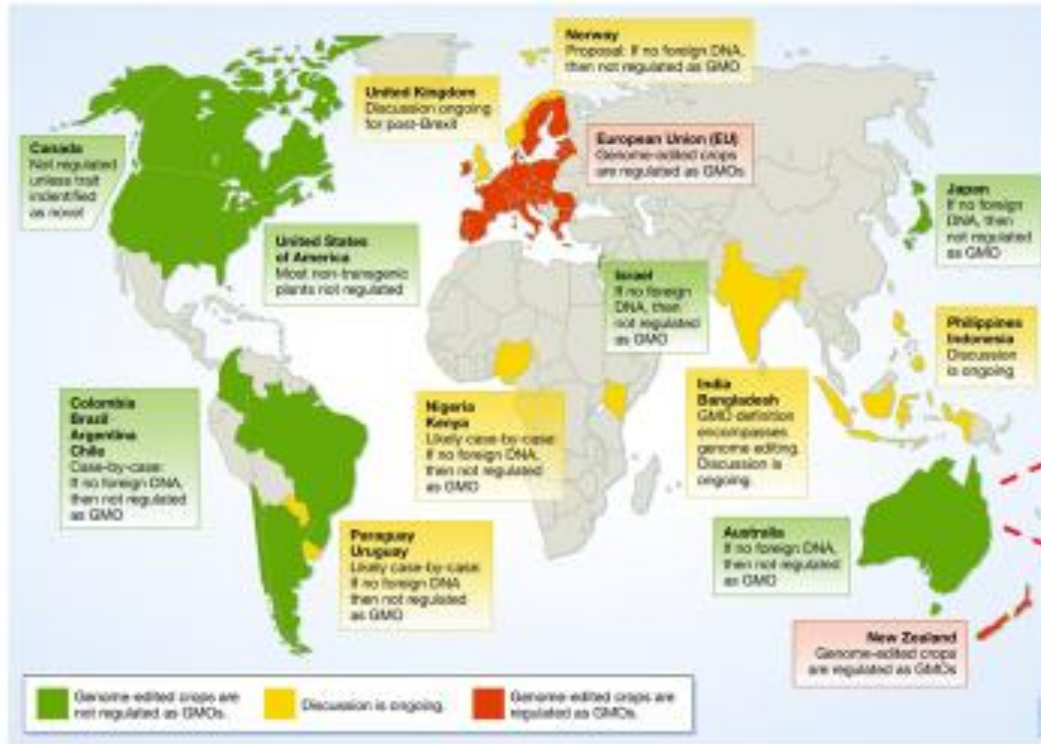 Norway
Proposal: If no foreign DNA,
then not regulated as GMO
United Kingdom
Discussion ongoing
for post-Brexit
European Union (EU)
Genome-edited crops
are regulated as GMOs
Canada
Not regulated
unless trait
indentified
as novel
United States
of America
Most non-transgenic
plants not regulated
Israel
If no foreign
DNA, then
not regulated
as GMO
Japan
If no foreign
DNA, then
not regulated
as GMO
Philippines
Indonesia
Discussion
is ongoing
Colombia
Brazil
Argentina
Chile
Case-by-case:
If no foreign DNA,
then not regulated
as GMO
Nigeria
Kenya
Likely case-by-case:
If no foreign DNA,
then not regulated
as GMO
India
Bangladesh
GMO definition
encompasses
genome editing.
Discussion is
ongoing.
Paraguay
Uruguay
Likely case-by-case:
If no foreign DNA
then not regulated
as GMO
Australia
If no foreign DNA,
then not regulated
as GMO
New Zealand
Genome-edited crops
are regulated as GMOs
Genome-edited crops are
not regulated as GMOs.
Discussion is ongoing.
Genome-edited crops are
regulated as GMOs.